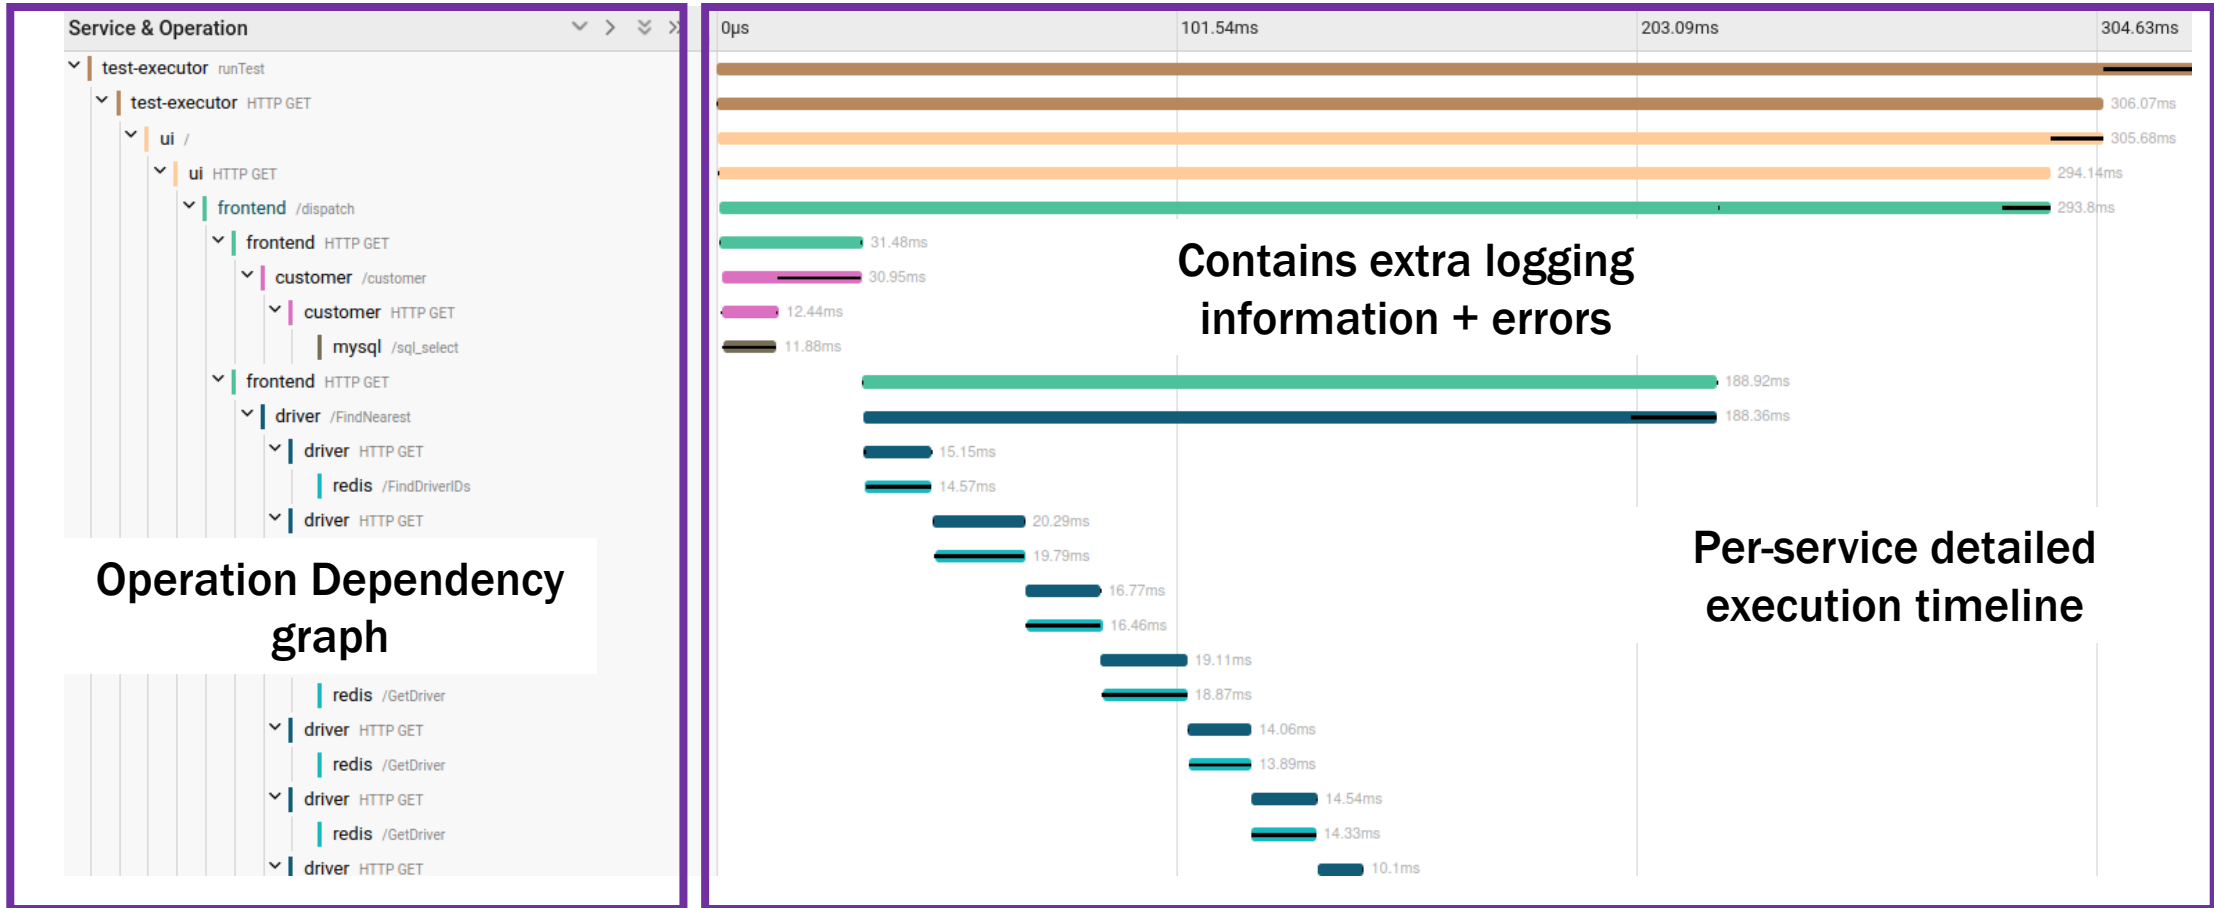 Service & Operation 0µs 101.54ms 203.09ms 304.63ms
test-executor runTest
test-executor HTTP GET 306.07ms
ui / 305.68ms
ui HTTP GET 294.14ms
frontend /dispatch 293.8ms
frontend HTTP GET 31.48ms
customer /customer 30.95ms
customer HTTP GET 12.44ms
mysql /sql_select 11.88ms
Contains extra logging
information + errors
frontend HTTP GET 188.92ms
driver /FindNearest 188.36ms
driver HTTP GET 15.15ms
redis /FindDriverIDs 14.57ms
driver HTTP GET 20.29ms
19.79ms
16.77ms
16.46ms
Operation Dependency
graph
Per-service detailed
execution timeline
19.11ms
redis /GetDriver 18.87ms
driver HTTP GET 14.06ms
redis /GetDriver 13.89ms
driver HTTP GET 14.54ms
redis /GetDriver 14.33ms
driver HTTP GET 10.1ms